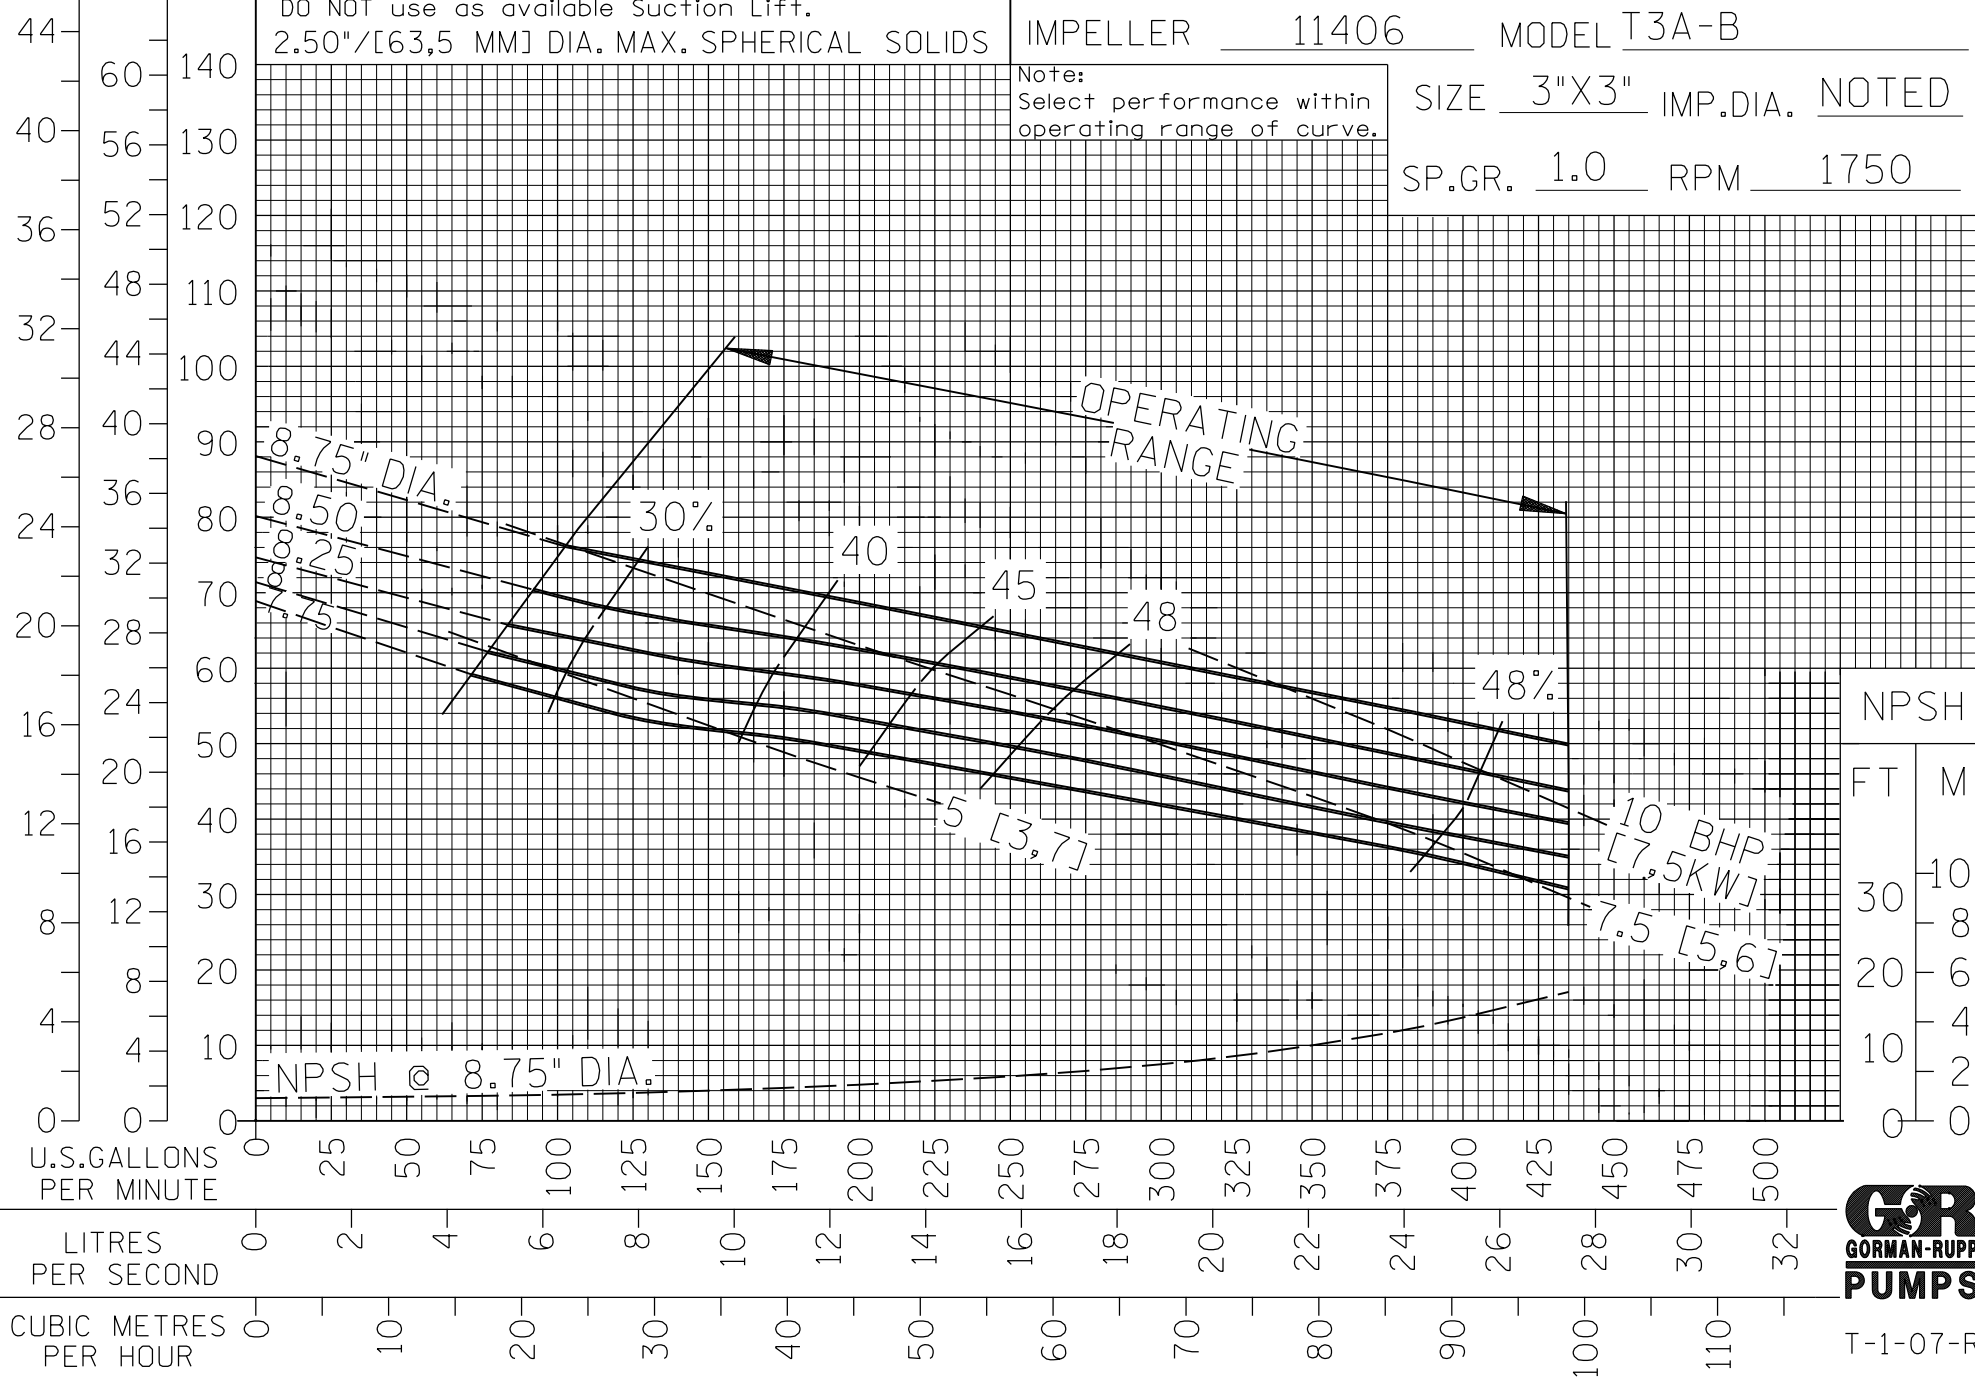 DO NOT use as available Suction Lift.
2.50"/[63,5 MM] DIA. MAX. SPHERICAL SOLIDS
IMPELLER 11406 MODEL T3A-B
Note:
Select performance within
operating range of curve.
SIZE 3"X3" IMP.DIA. NOTED
SP.GR. 1.0 RPM 1750
44
40
36
32
28
24
20
16
12
8
4
0
60
56
52
48
44
40
36
32
28
24
20
16
12
8
4
0
140
130
120
110
100
90
80
70
60
50
40
30
20
10
0
OPERATING
RANGE
8.75" DIA.
8.50
8.25
8
7.75
30%
40
45
48
48%
5 [3,7]
10 BHP
[7,5KW]
7.5 [5,6]
NPSH @ 8.75" DIA.
NPSH
FT M
30 20 10 0
10 8 6 4 2 0
U.S.GALLONS
PER MINUTE
0 25 50 75 100 125 150 175 200 225 250 275 300 325 350 375 400 425 450 475 500
LITRES
PER SECOND
0 2 4 6 8 10 12 14 16 18 20 22 24 26 28 30 32
CUBIC METRES
PER HOUR
0 10 20 30 40 50 60 70 80 90 100 110
GR
GORMAN-RUPP
PUMPS
T-1-07-R